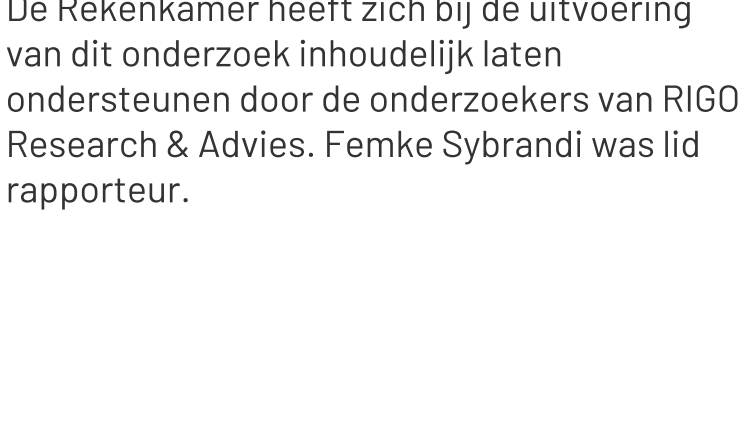 De Rekenkamer heeft zich bij de uitvoering
van dit onderzoek inhoudelijk laten
ondersteunen door de onderzoekers van RIGO
Research & Advies. Femke Sybrandi was lid
rapporteur.